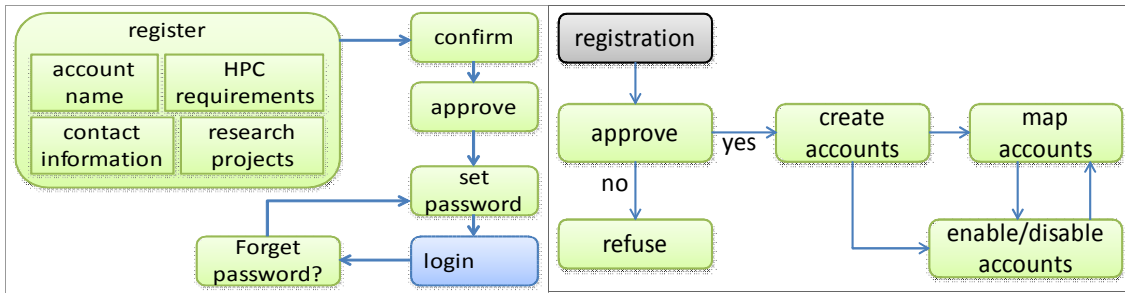 register
account
name
HPC
requirements
contact
information
research
projects
confirm
approve
set
password
Forget
password?
login
registration
approve
yes
no
refuse
create
accounts
map
accounts
enable/disable
accounts